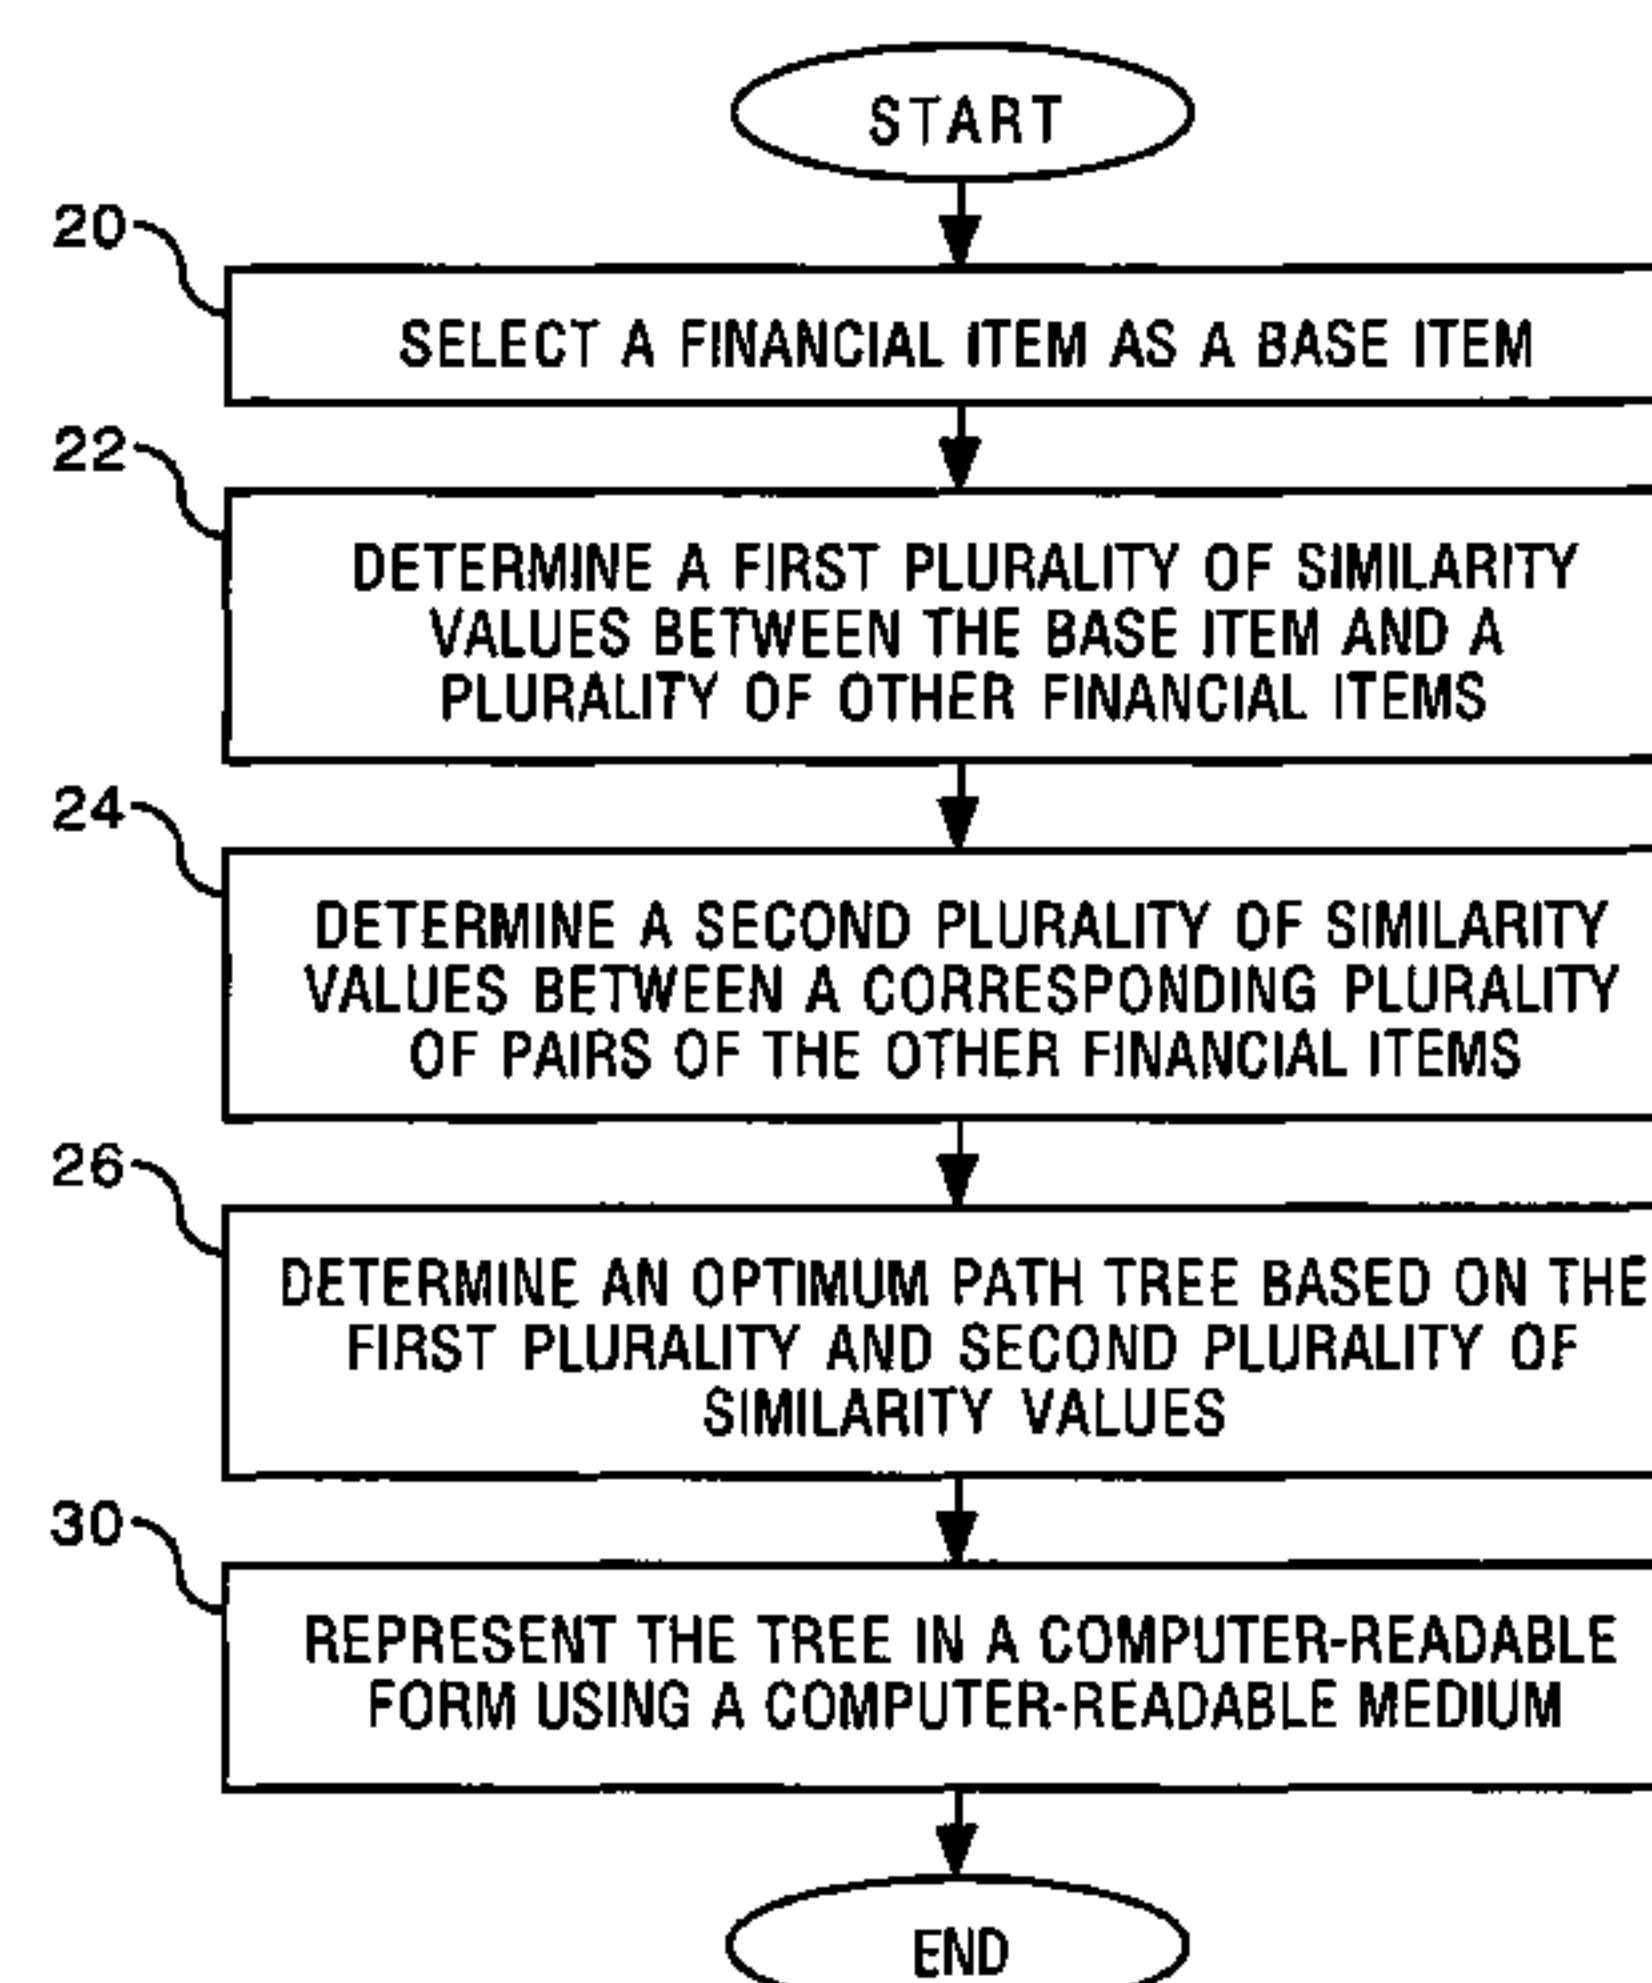 START
20
SELECT A FINANCIAL ITEM AS A BASE ITEM
22
DETERMINE A FIRST PLURALITY OF SIMILARITY
VALUES BETWEEN THE BASE ITEM AND A
PLURALITY OF OTHER FINANCIAL ITEMS
24
DETERMINE A SECOND PLURALITY OF SIMILARITY
VALUES BETWEEN A CORRESPONDING PLURALITY
OF PAIRS OF THE OTHER FINANCIAL ITEMS
26
DETERMINE AN OPTIMUM PATH TREE BASED ON THE
FIRST PLURALITY AND SECOND PLURALITY OF
SIMILARITY VALUES
30
REPRESENT THE TREE IN A COMPUTER-READABLE
FORM USING A COMPUTER-READABLE MEDIUM
END